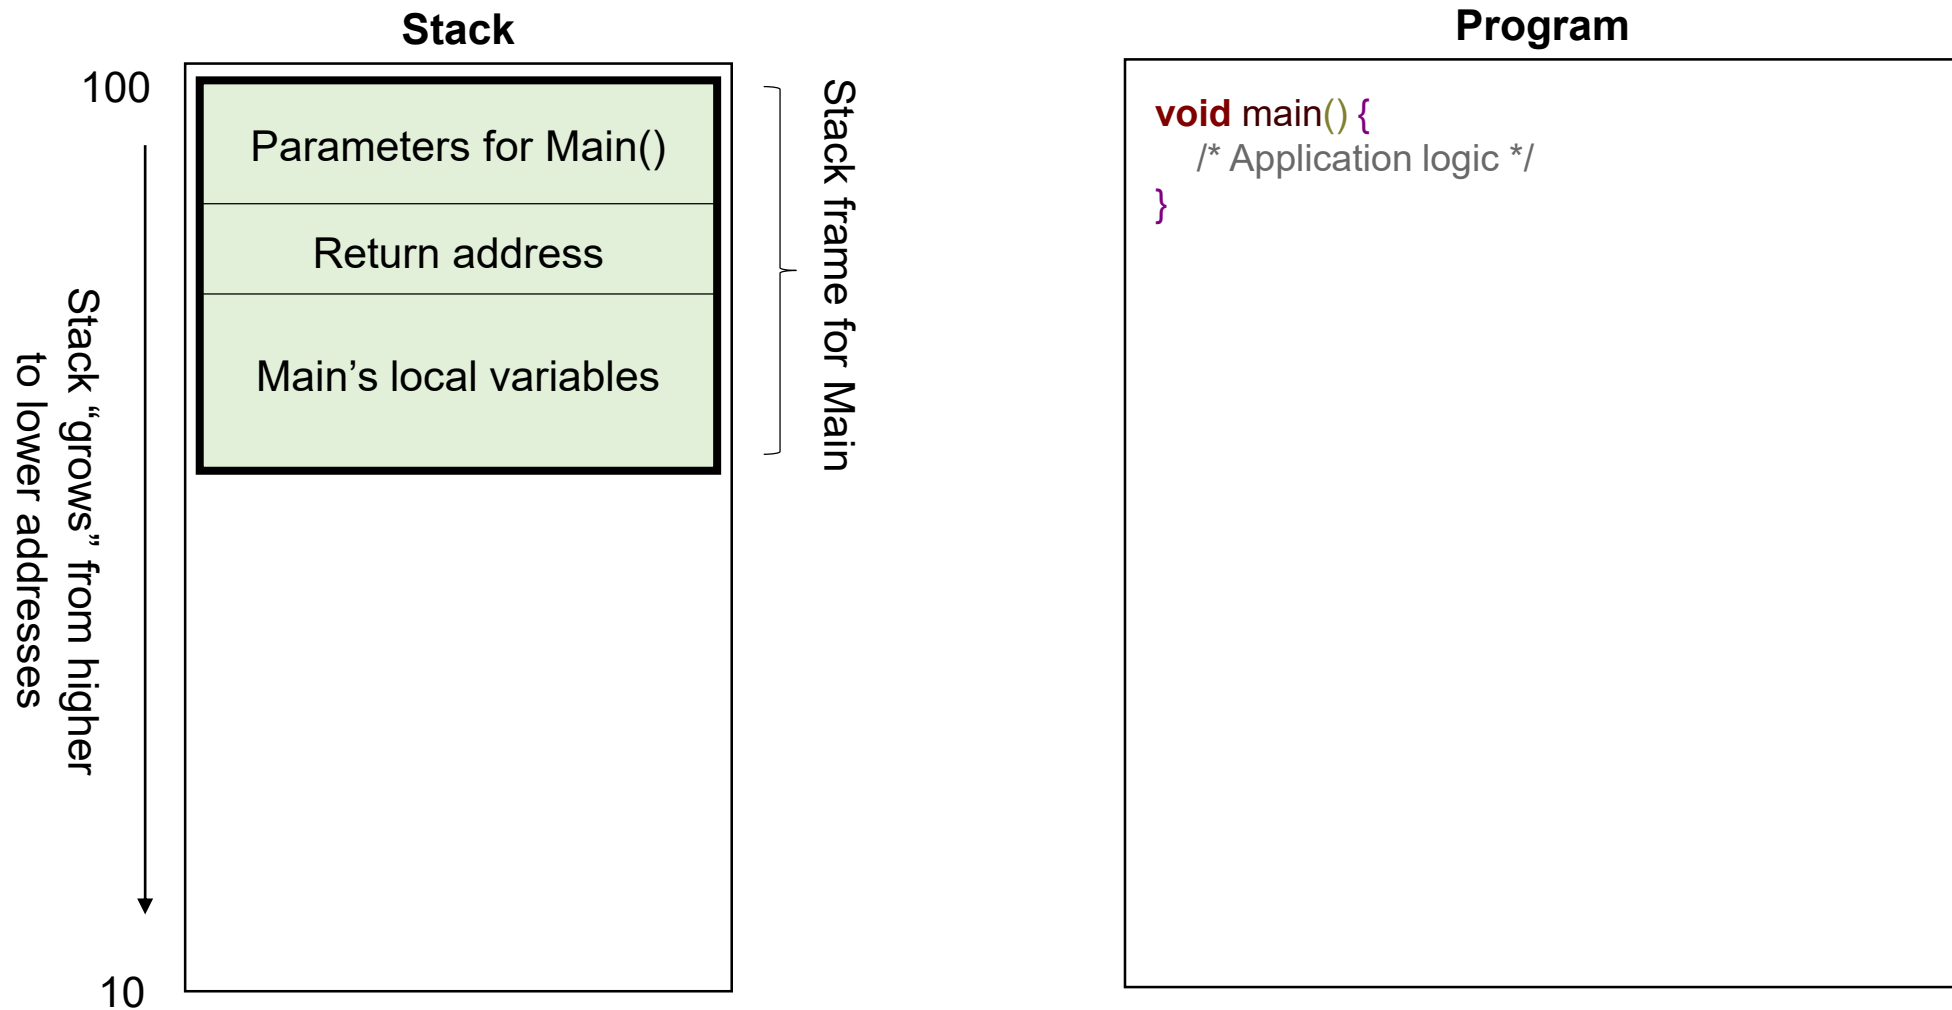 Stack
100
Parameters for Main()
Return address
Main’s local variables
Stack frame for Main
Stack “grows” from higher
to lower addresses
10
Program
void main() {
/* Application logic */
}